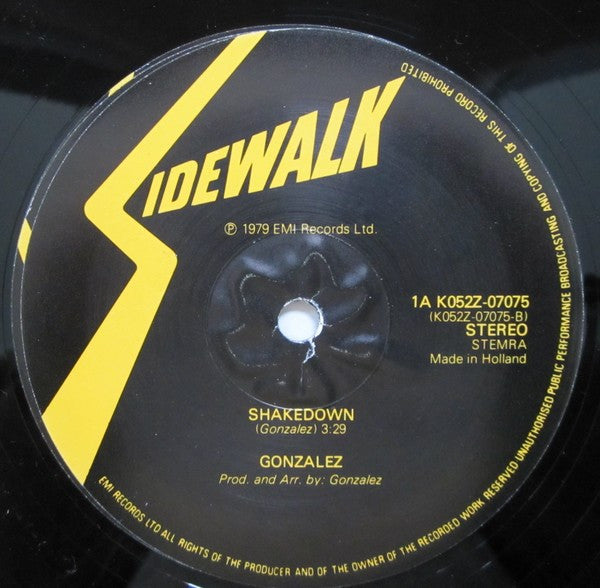 SIDEWALK
℗ 1979 EMI Records Ltd.
1A K052Z-07075
(K052Z-07075-B)
STEREO
STEMRA
Made in Holland
SHAKEDOWN
(Gonzalez) 3:29
GONZALEZ
Prod. and Arr. by: Gonzalez
EMI RECORDS LTD ALL RIGHTS OF THE PRODUCER AND OF THE OWNER OF THE RECORDED WORK RESERVED UNAUTHORISED PUBLIC PERFORMANCE BROADCASTING AND COPYING OF THIS RECORD PROHIBITED